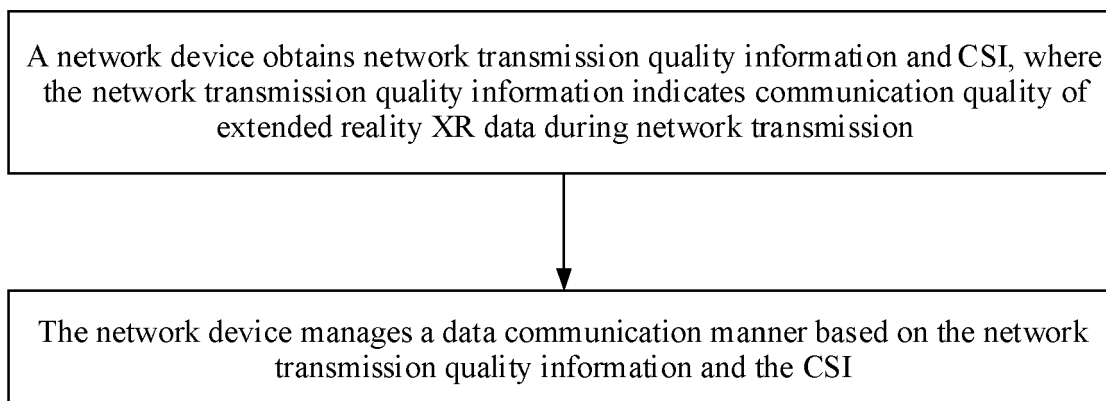 A network device obtains network transmission quality information and CSI, where
the network transmission quality information indicates communication quality of
extended reality XR data during network transmission
The network device manages a data communication manner based on the network
transmission quality information and the CSI